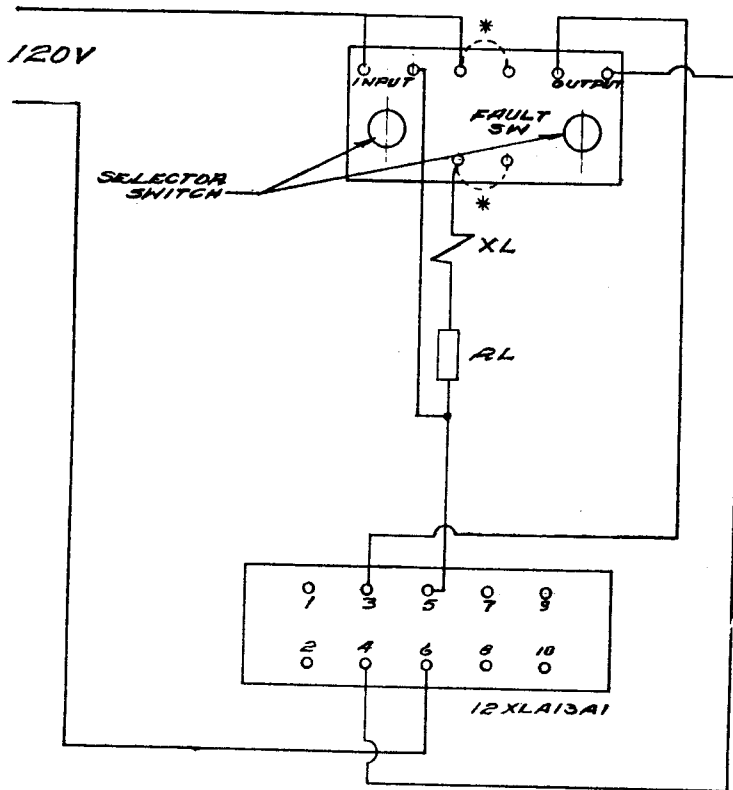 120V
*
INPUT
OUTPUT
FAULT
SW
SELECTOR
SWITCH
*
XL
RL
1 3 5 7 9
2 4 6 8 10
12XLA13A1